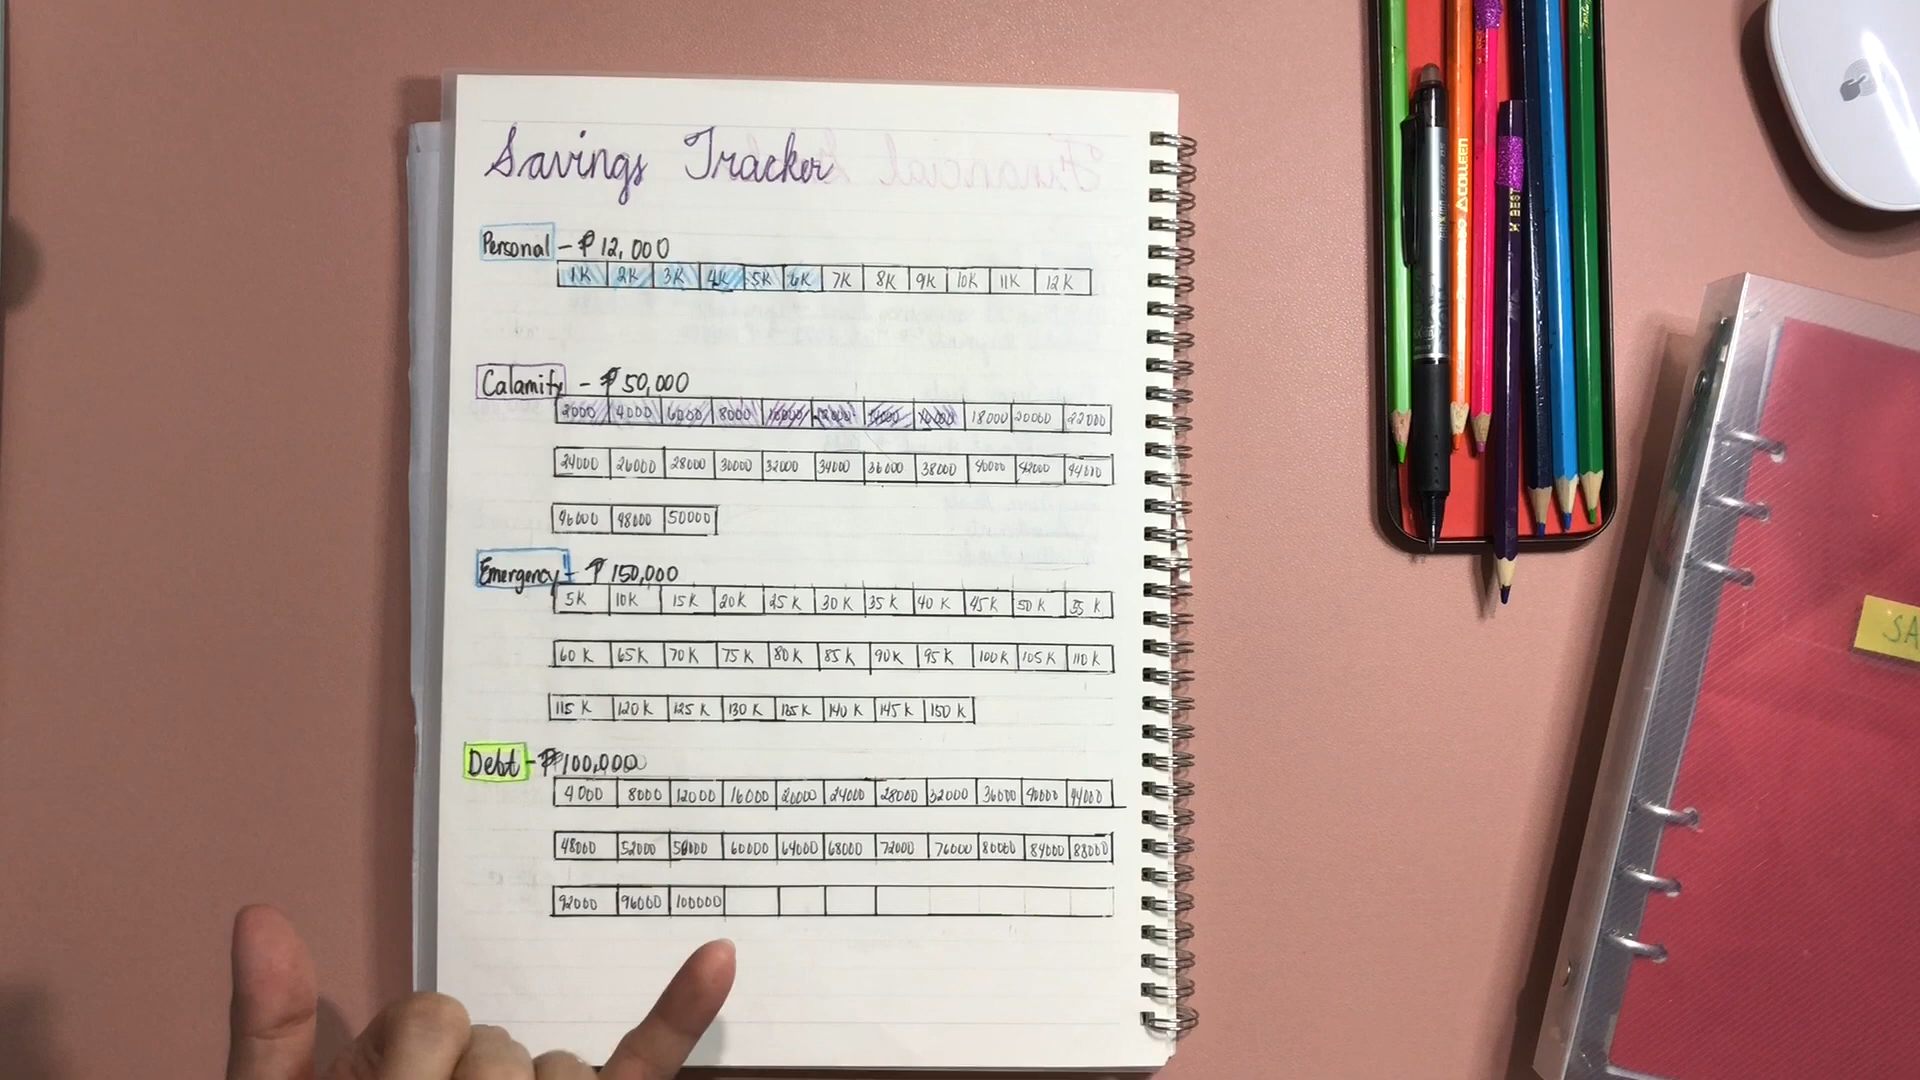 Savings Tracker
Personal - ₱12,000
1K 2K 3K 4K 5K 6K 7K 8K 9K 10K 11K 12K
Calamity - ₱50,000
2000 4000 6000 8000 10000 12000 14000 16000 18000 20000 22000
24000 26000 28000 30000 32000 34000 36000 38000 40000 42000 44000
46000 48000 50000
Emergency - ₱150,000
5K 10K 15K 20K 25K 30K 35K 40K 45K 50K 55K
60K 65K 70K 75K 80K 85K 90K 95K 100K 105K 110K
115K 120K 125K 130K 135K 140K 145K 150K
Debt - ₱100,000
4000 8000 12000 16000 20000 24000 28000 32000 36000 40000 44000
48000 52000 56000 60000 64000 68000 72000 76000 80000 84000 88000
92000 96000 100000
COLLEEN
SA